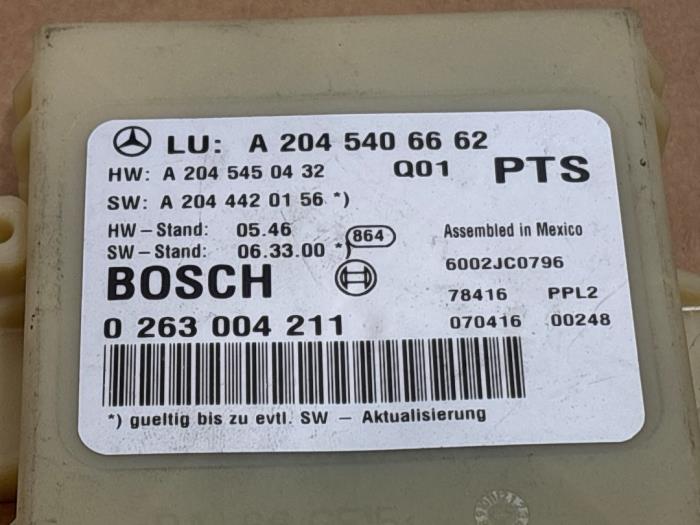 LU: A 204 540 66 62
HW: A 204 545 04 32 Q01 PTS
SW: A 204 442 01 56 *)
HW-Stand: 05.46
SW-Stand: 06.33.00 *) 864
Assembled in Mexico
BOSCH
6002JC0796
78416 PPL2
0 263 004 211
070416 00248
*) gueltig bis zu evtl. SW - Aktualisierung